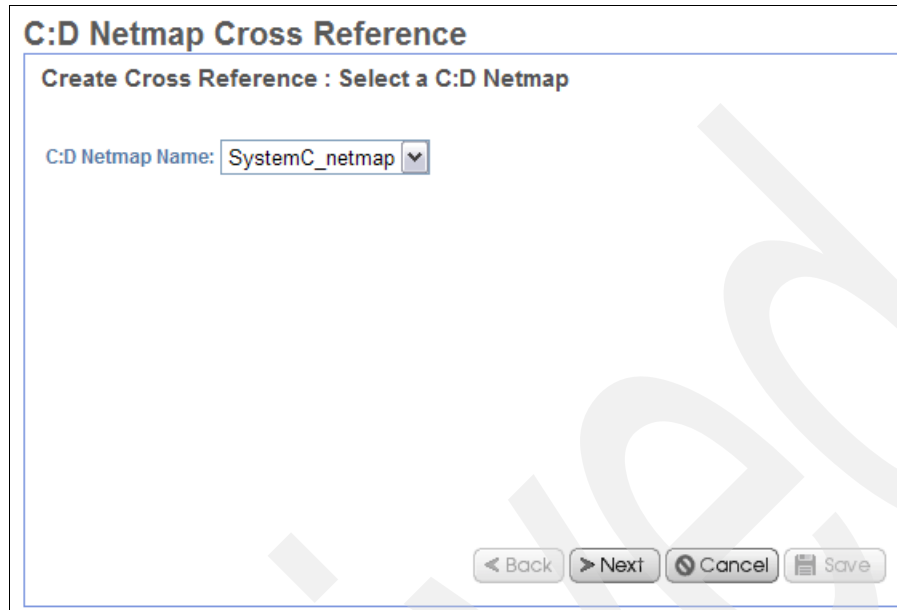 C:D Netmap Cross Reference
Create Cross Reference : Select a C:D Netmap
C:D Netmap Name: SystemC_netmap
< Back > Next Cancel Save